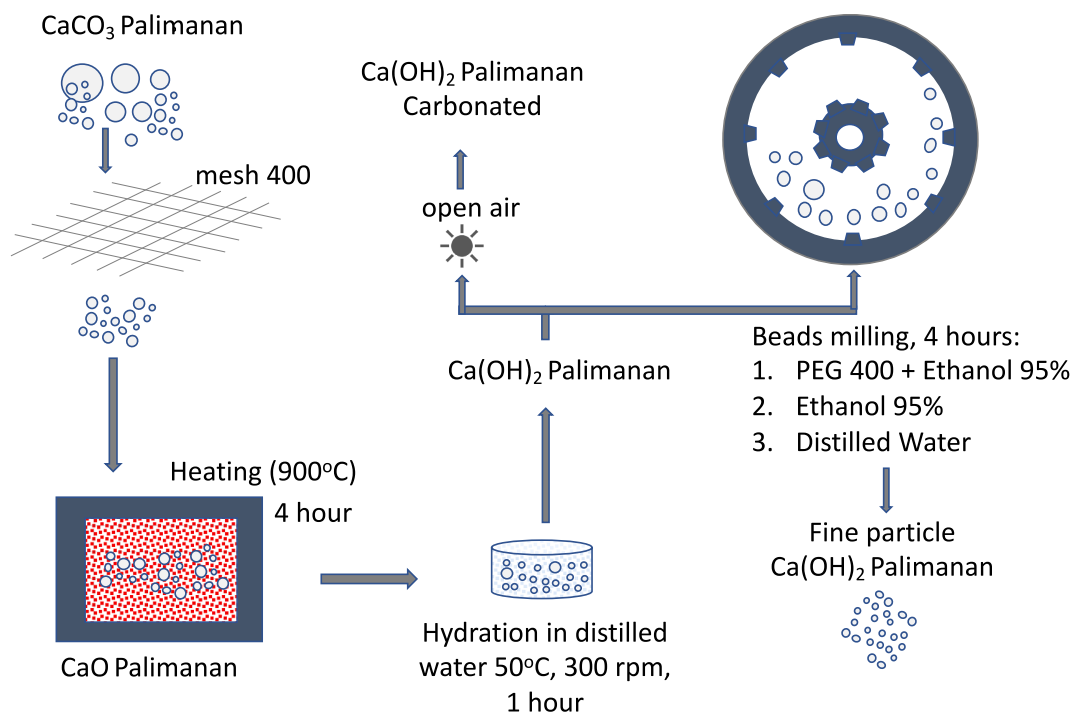 CaCO₃ Palimanan
mesh 400
Heating (900°C)
4 hour
CaO Palimanan
Hydration in distilled
water 50°C, 300 rpm,
1 hour
Ca(OH)₂ Palimanan
open air
Ca(OH)₂ Palimanan
Carbonated
Beads milling, 4 hours:
1. PEG 400 + Ethanol 95%
2. Ethanol 95%
3. Distilled Water
Fine particle
Ca(OH)₂ Palimanan